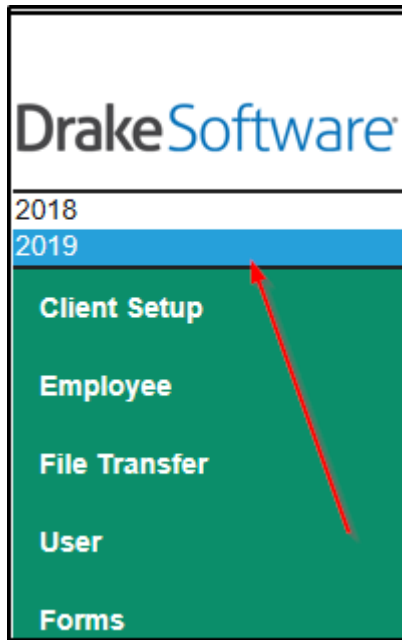 DrakeSoftware
2018
2019
Client Setup
Employee
File Transfer
User
Forms